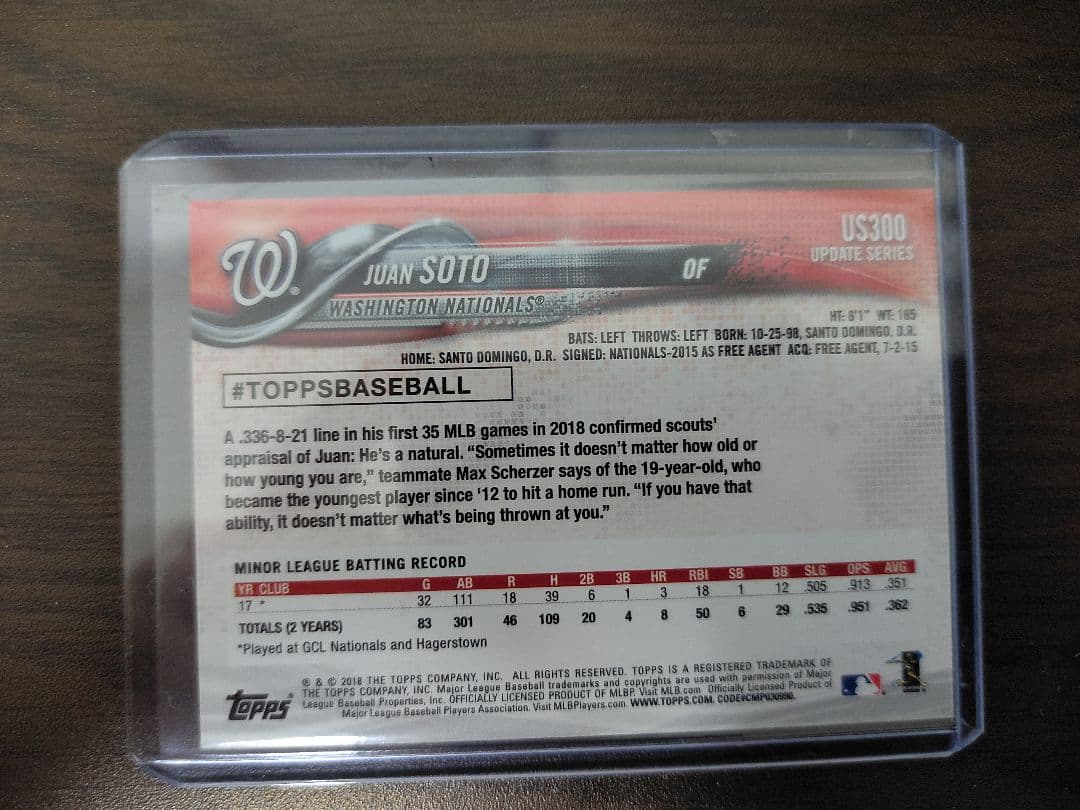 W
US300
UPDATE SERIES
JUAN SOTO
OF
WASHINGTON NATIONALS®
HT: 6'1" WT: 185
BATS: LEFT THROWS: LEFT BORN: 10-25-98, SANTO DOMINGO, D.R.
HOME: SANTO DOMINGO, D.R. SIGNED: NATIONALS-2015 AS FREE AGENT ACQ: FREE AGENT, 7-2-15
#TOPPSBASEBALL
A .336-8-21 line in his first 35 MLB games in 2018 confirmed scouts'
appraisal of Juan: He's a natural. “Sometimes it doesn't matter how old or
how young you are,” teammate Max Scherzer says of the 19-year-old, who
became the youngest player since '12 to hit a home run. “If you have that
ability, it doesn't matter what's being thrown at you.”
MINOR LEAGUE BATTING RECORD
YR CLUB G AB R H 2B 3B HR RBI SB BB SLG OPS AVG
17 * 32 111 18 39 6 1 3 18 1 12 .505 .913 .351
TOTALS (2 YEARS) 83 301 46 109 20 4 8 50 6 29 .535 .951 .362
*Played at GCL Nationals and Hagerstown
® & © 2018 THE TOPPS COMPANY, INC. ALL RIGHTS RESERVED. TOPPS IS A REGISTERED TRADEMARK OF
THE TOPPS COMPANY, INC. Major League Baseball trademarks and copyrights are used with permission of Major
League Baseball Properties, Inc. OFFICIALLY LICENSED PRODUCT OF MLBP. Visit MLB.com Officially Licensed Product of
Major League Baseball Players Association. Visit MLBPlayers.com. WWW.TOPPS.COM. CODE#CMP030990.
topps®